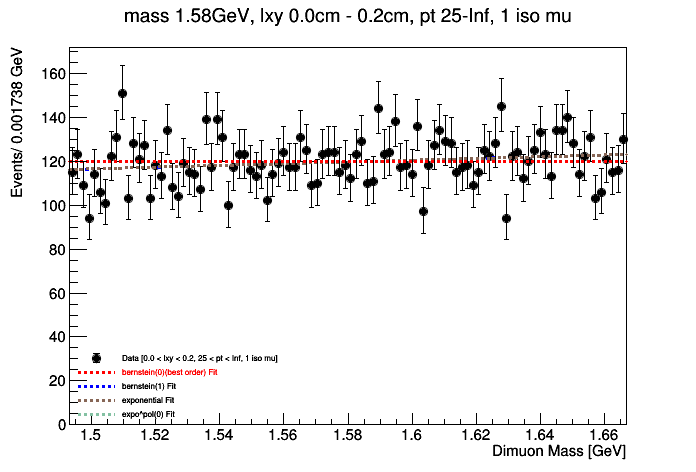 mass 1.58GeV, lxy 0.0cm - 0.2cm, pt 25-Inf, 1 iso mu
Events/ 0.001738 GeV
160
140
120
100
80
60
40
20
0
Data [0.0 < lxy < 0.2, 25 < pt < Inf, 1 iso mu]
bernstein(0)(best order) Fit
bernstein(1) Fit
exponential Fit
expo*pol(0) Fit
1.5 1.52 1.54 1.56 1.58 1.6 1.62 1.64 1.66
Dimuon Mass [GeV]